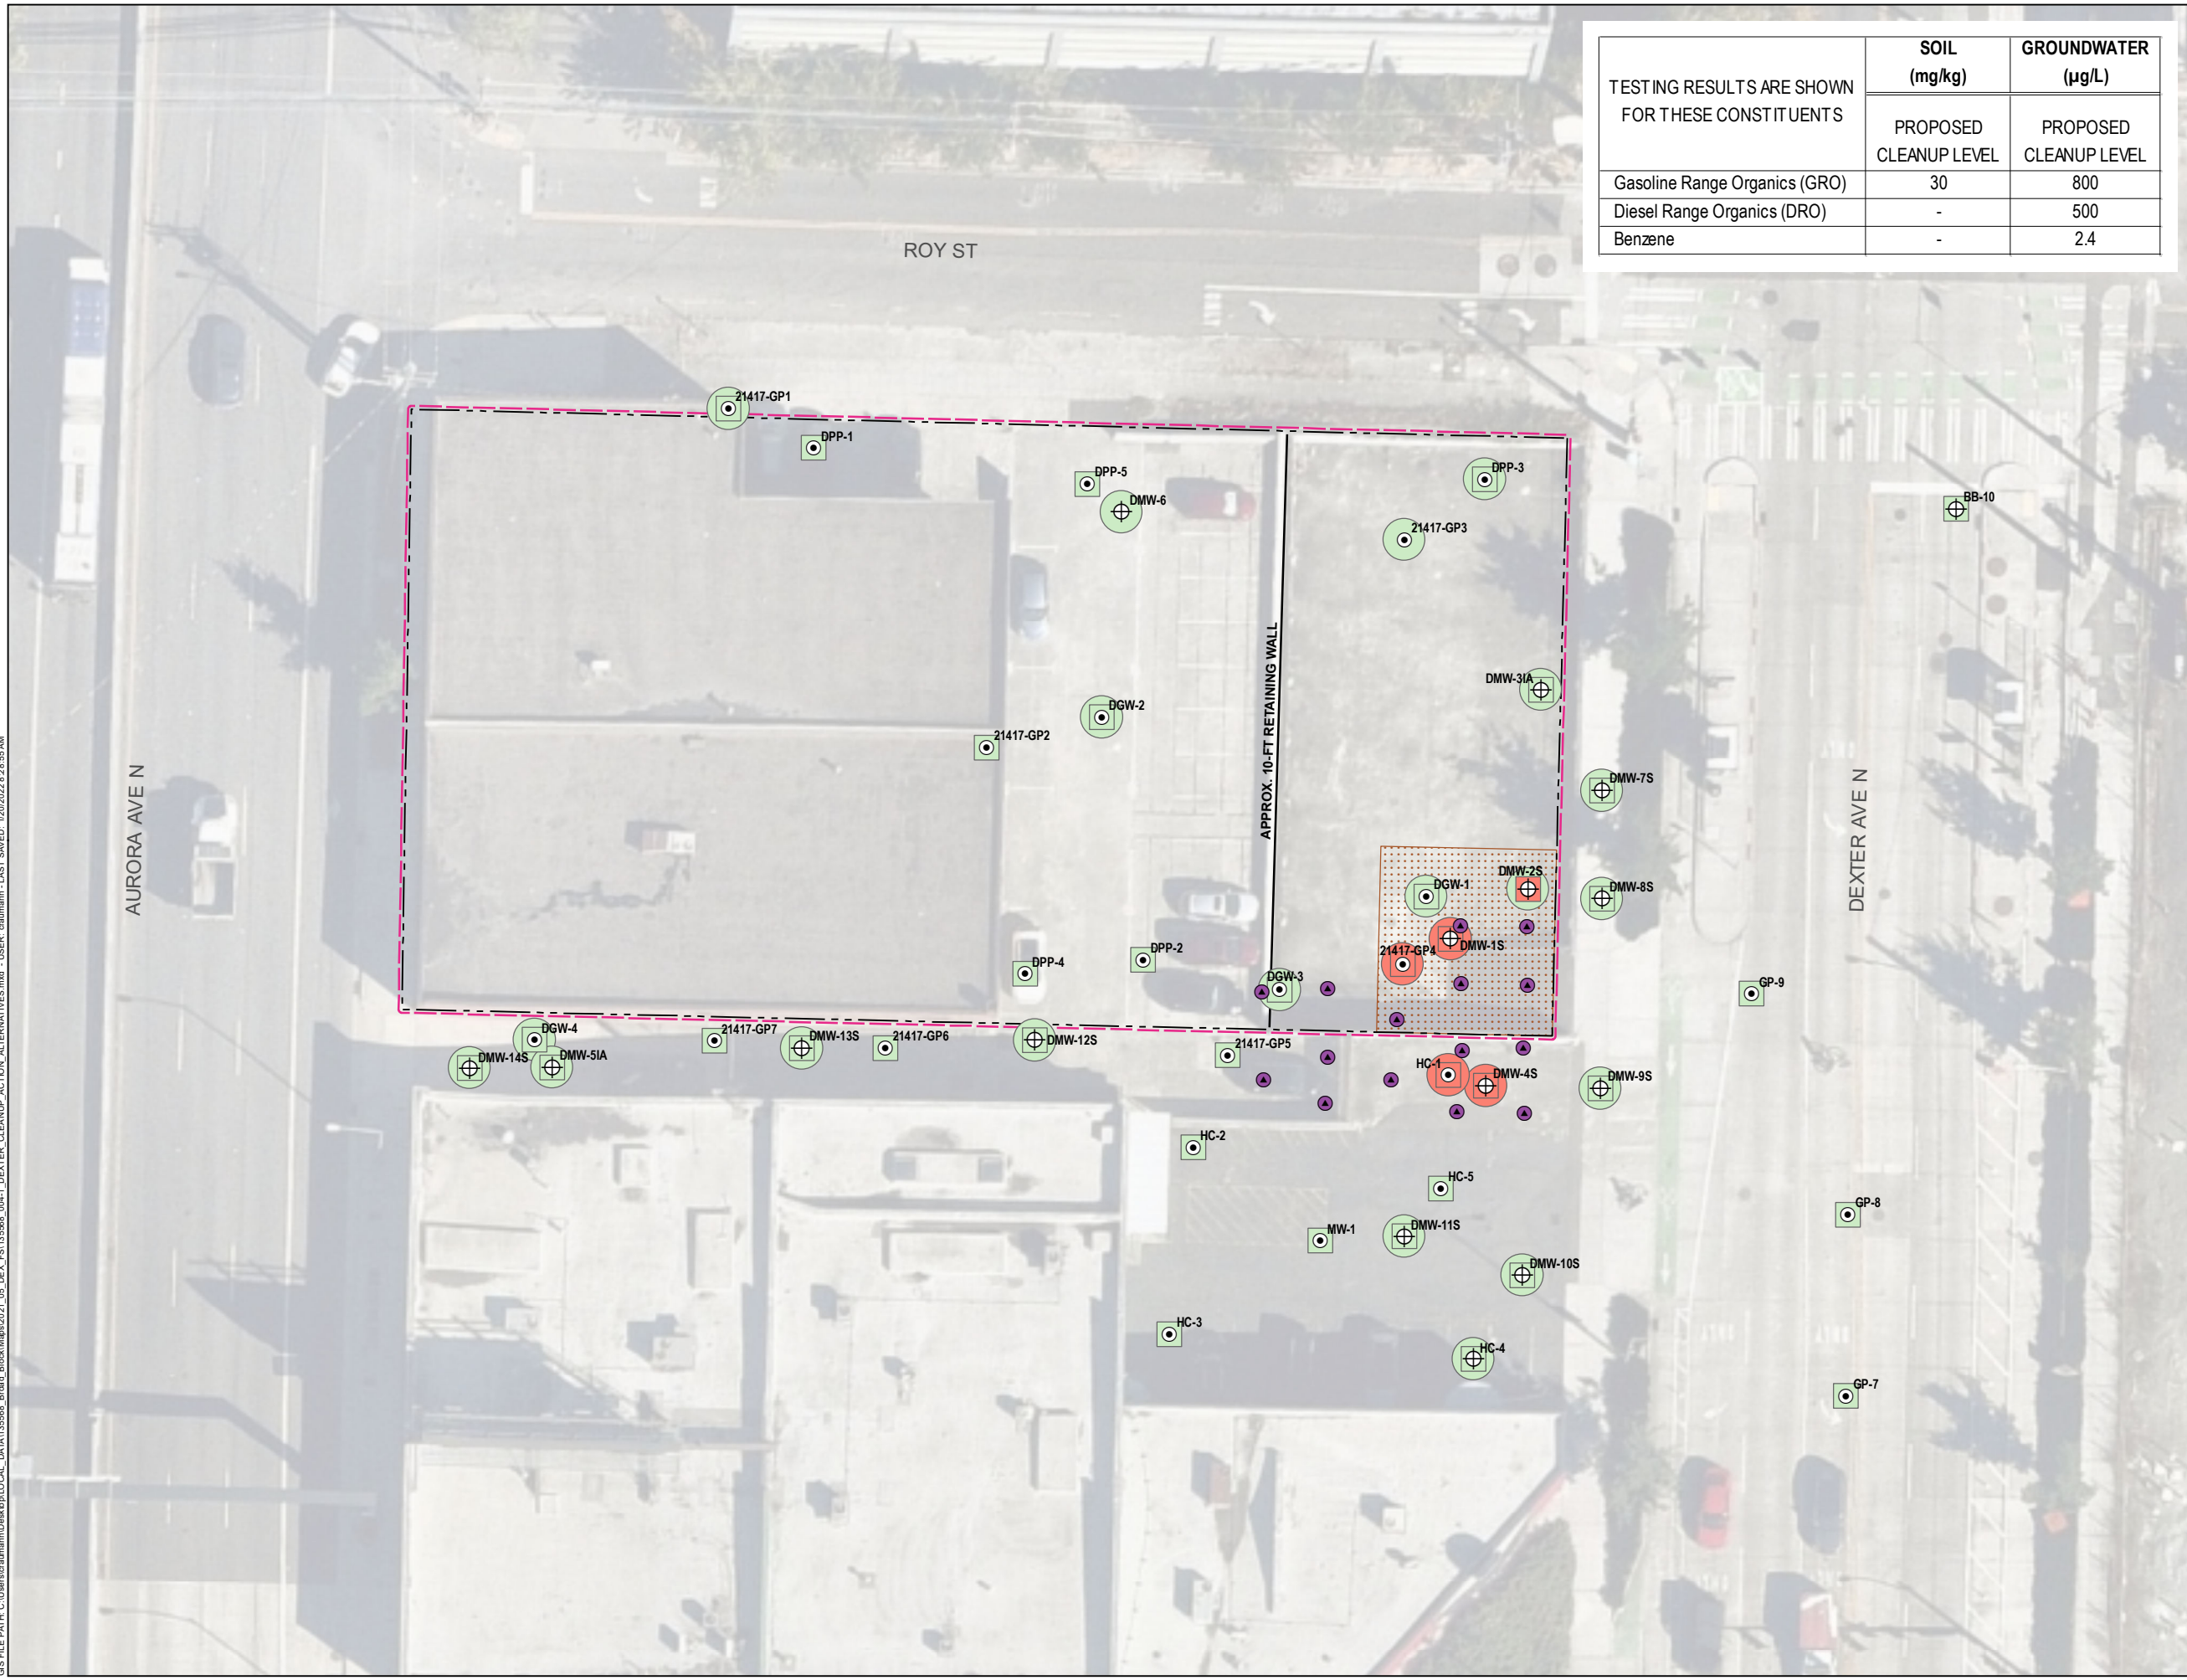 TESTING RESULTS ARE SHOWN
FOR THESE CONSTITUENTS
SOIL
(mg/kg)
GROUNDWATER
(µg/L)
PROPOSED
CLEANUP LEVEL
PROPOSED
CLEANUP LEVEL
Gasoline Range Organics (GRO) 30 800
Diesel Range Organics (DRO) - 500
Benzene - 2.4
ROY ST
21417-GP1
DPP-1
DPP-5
DMW-6
DPP-3
21417-GP3
BB-10
DMW-3IA
DGW-2
21417-GP2
APPROX. 10-FT RETAINING WALL
AURORA AVE N
DEXTER AVE N
DMW-7S
DMW-2S
DGW-1
DMW-8S
DMW-1S
21417-GP4
DPP-2
DPP-4
DGW-3
GP-9
DGW-4
21417-GP7
DMW-13S
21417-GP6
DMW-12S
21417-GP5
DMW-14S
DMW-5IA
HC-1
DMW-4S
DMW-9S
HC-2
HC-5
GP-8
MW-1
DMW-11S
DMW-10S
HC-3
HC-4
GP-7